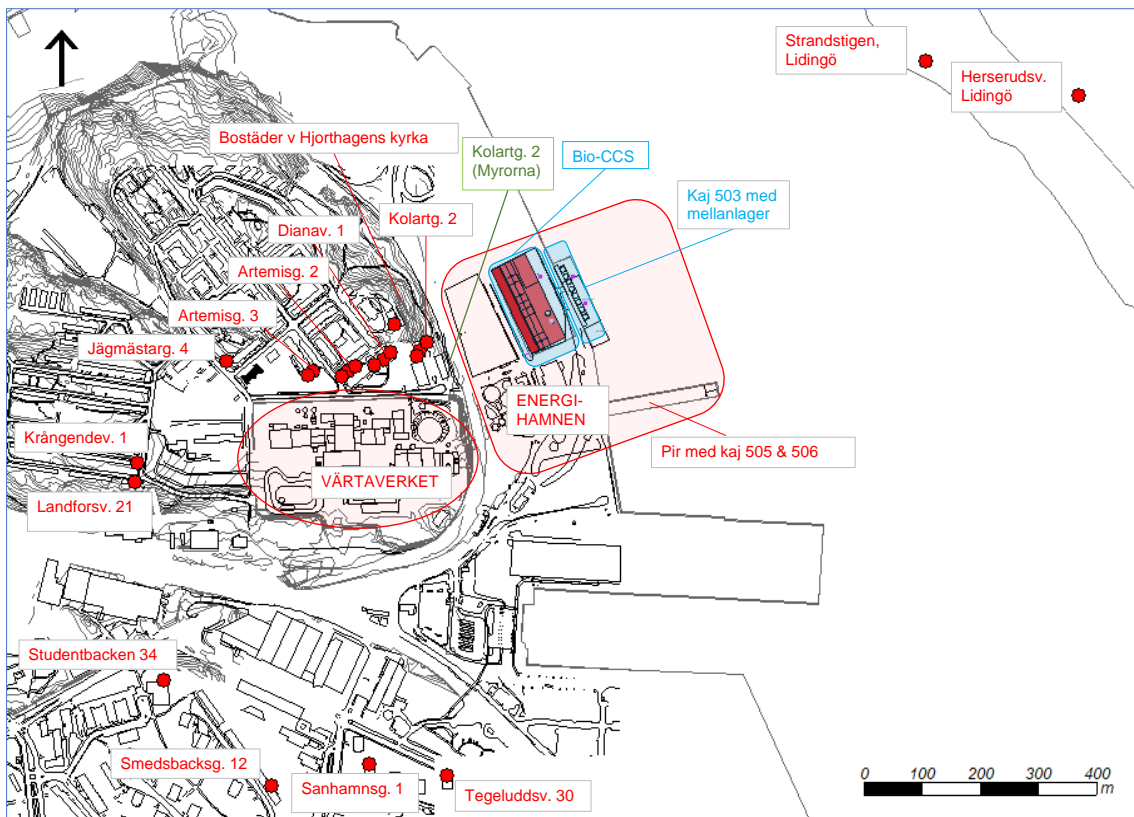 Strandstigen,
Lidingö
Herserudsv.
Lidingö
Bostäder v Hjorthagens kyrka
Kolartg. 2
(Myrorna)
Bio-CCS
Kaj 503 med
mellanlager
Kolartg. 2
Dianav. 1
Artemisg. 2
Artemisg. 3
Jägmästarg. 4
ENERGI-
HAMNEN
Krångendev. 1
Pir med kaj 505 & 506
VÄRTAVERKET
Landforsv. 21
Studentbacken 34
Smedsbacksg. 12
Sanhamnsg. 1
Tegeluddsv. 30
0 100 200 300 400
m